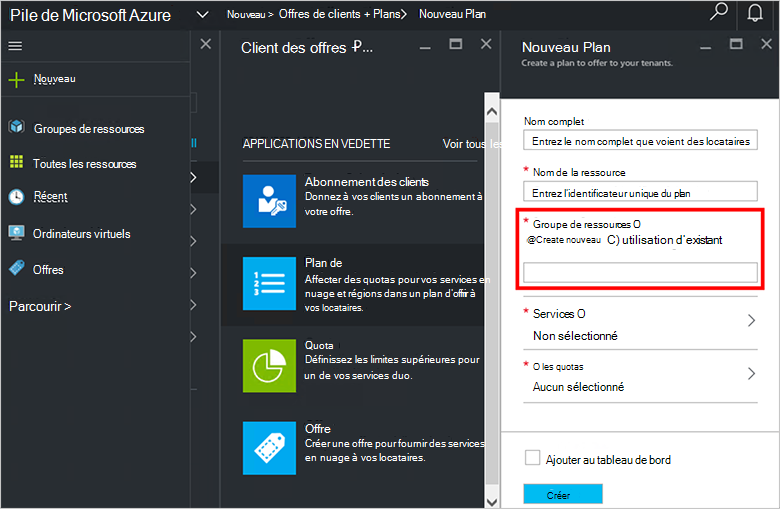 Pile de Microsoft Azure
Nouveau > Offres de clients + Plans> Nouveau Plan
Nouveau
Groupes de ressources
Toutes les ressources
Récent
Ordinateurs virtuels
Offres
Parcourir >
Client des offres -P...
APPLICATIONS EN VEDETTE Voir tous les
Abonnement des clients
Donnez à vos clients un abonnement à
votre offre.
Plan de
Affecter des quotas pour vos services en
nuage et régions dans un plan d'offrir à
vos locataires.
Quota
Définissez les limites supérieures pour
un de vos services duo.
Offre
Créer une offre pour fournir des services
en nuage à vos locataires.
Nouveau Plan
Create a plan to offer to your tenants.
Nom complet
Entrez le nom complet que voient des locataires
* Nom de la ressource
Entrez l'identificateur unique du plan
* Groupe de ressources O
@Create nouveau C) utilisation d'existant
* Services O
Non sélectionné
* O les quotas
Aucun sélectionné
Ajouter au tableau de bord
Créer